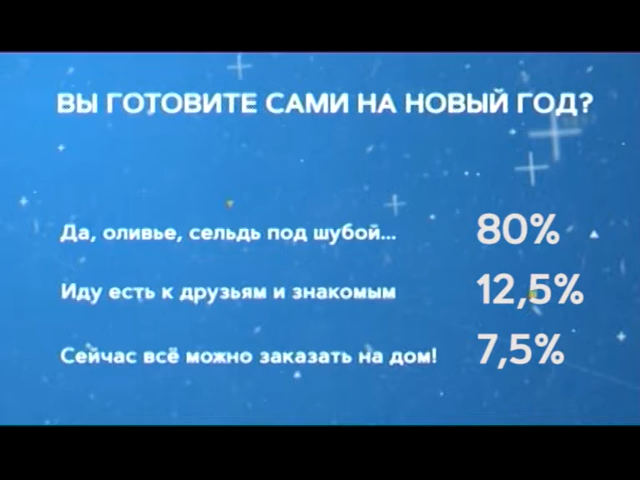 ВЫ ГОТОВИТЕ САМИ НА НОВЫЙ ГОД?
Да, оливье, сельдь под шубой... 80%
Иду есть к друзьям и знакомым 12,5%
Сейчас всё можно заказать на дом! 7,5%